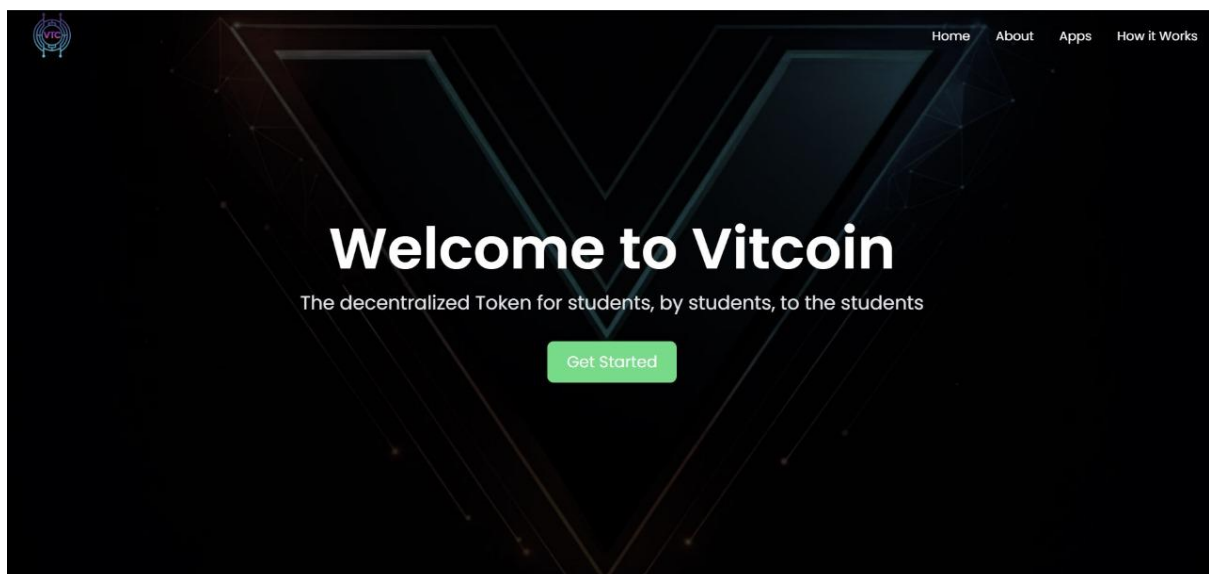 VTC
Home About Apps How it Works
Welcome to Vitcoin
The decentralized Token for students, by students, to the students
Get Started